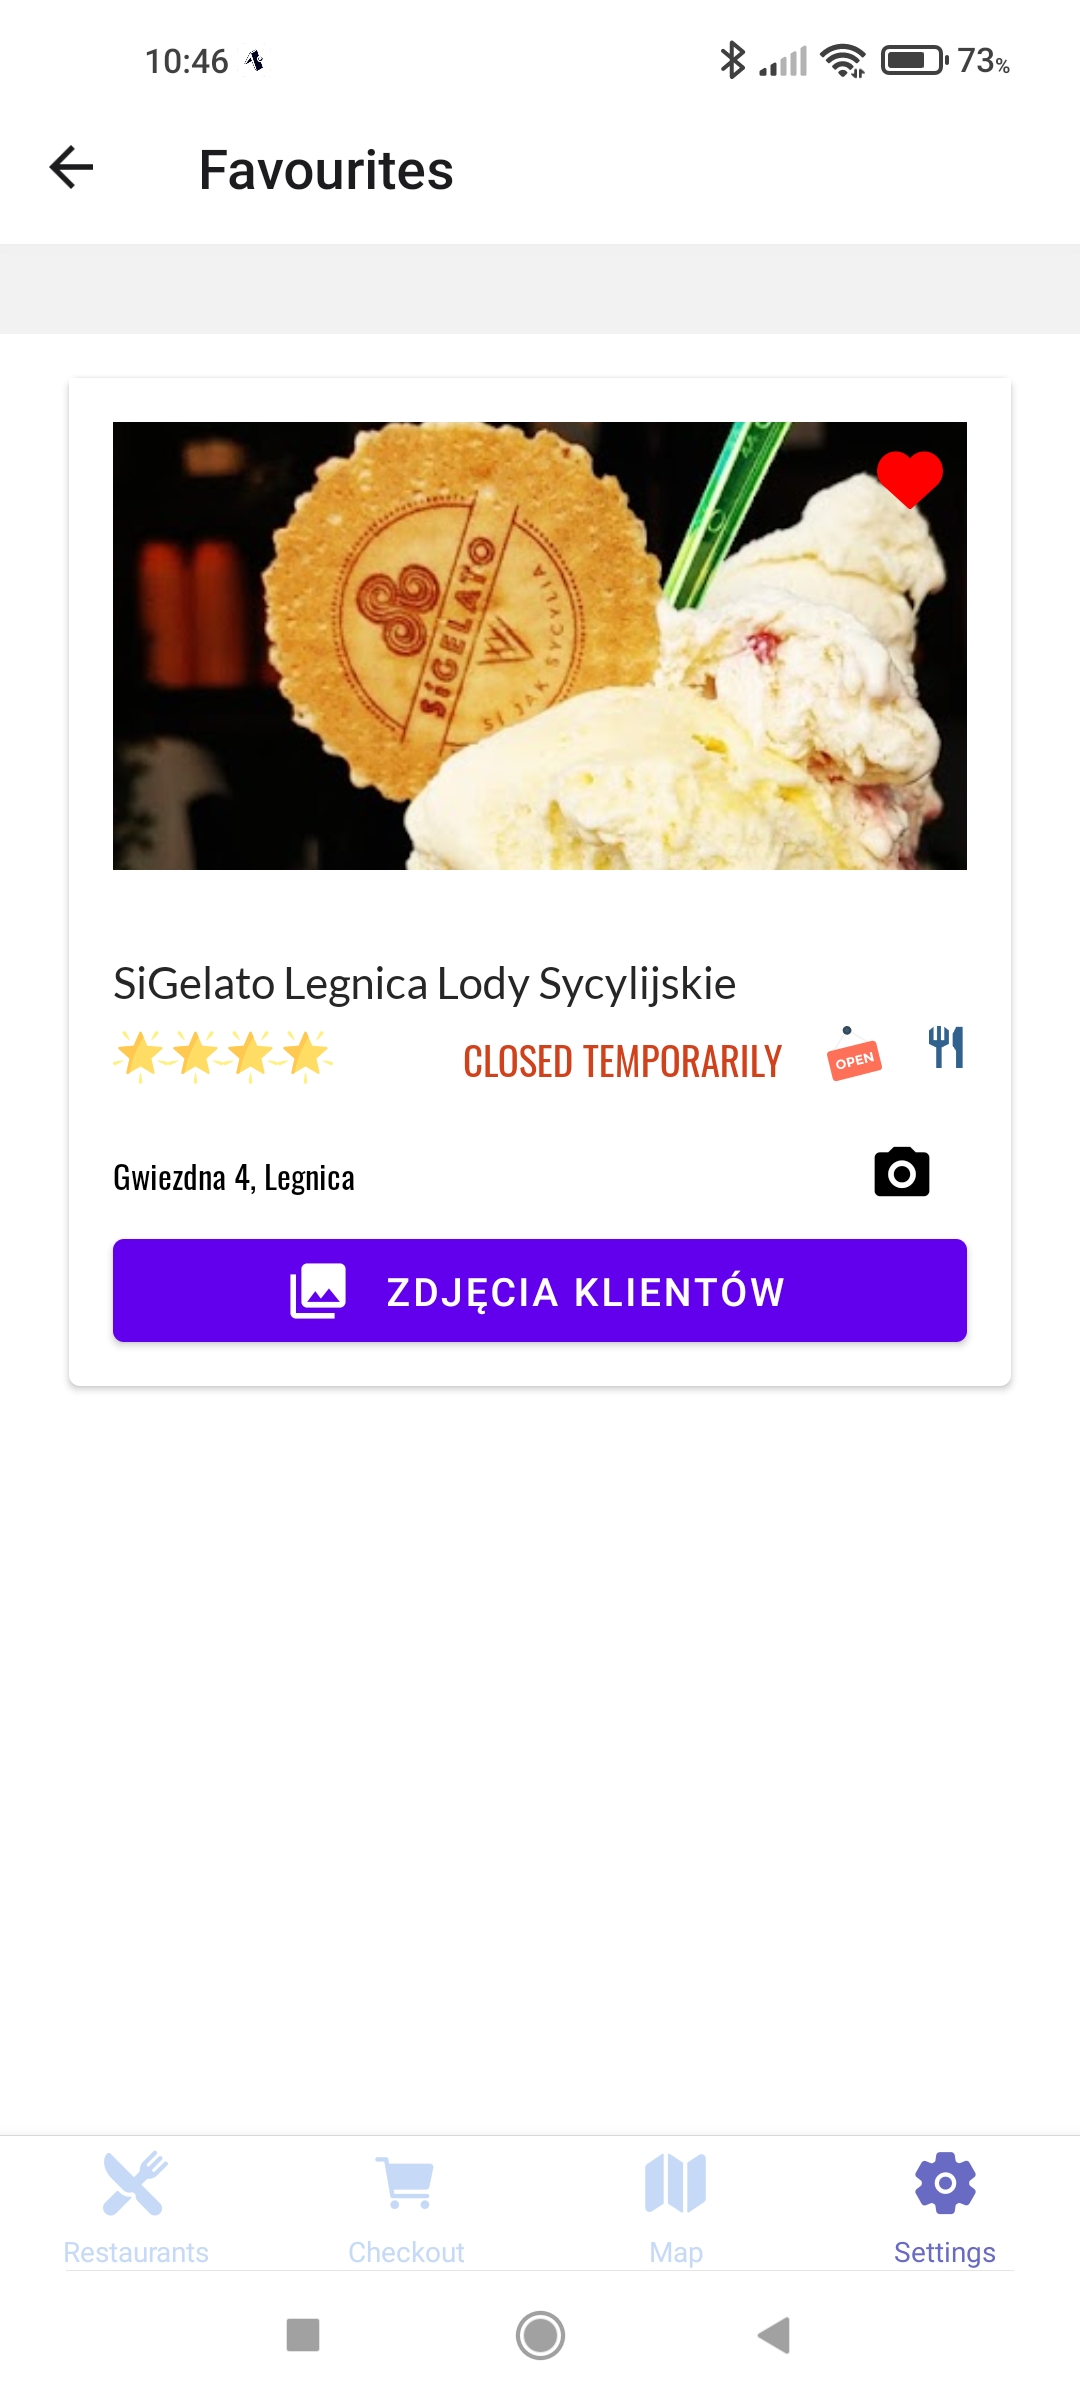 10:46
73%
Favourites
SiGELATO
SI JAK SYCYLIA
SiGelato Legnica Lody Sycylijskie
CLOSED TEMPORARILY
OPEN
Gwiezdna 4, Legnica
ZDJĘCIA KLIENTÓW
Restaurants
Checkout
Map
Settings